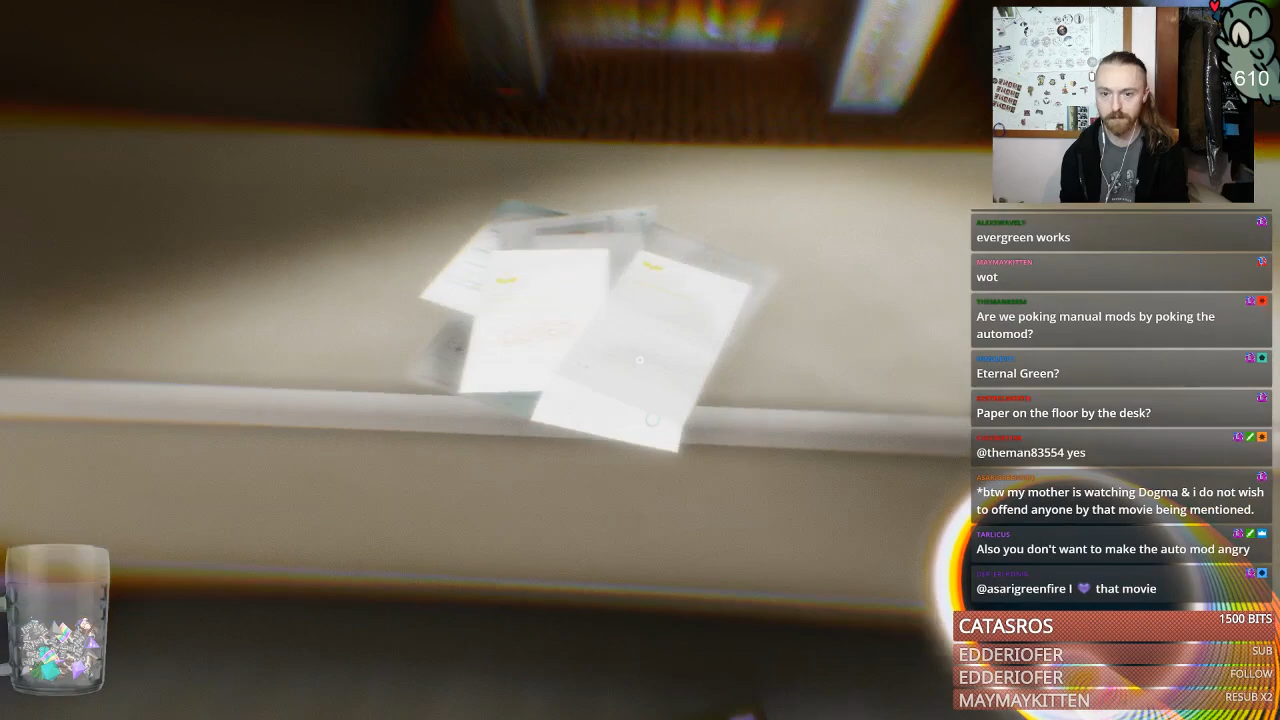 610
evergreen works
MAYMAYKITTEN
wot
Are we poking manual mods by poking the
automod?
Eternal Green?
Paper on the floor by the desk?
@theman83554 yes
*btw my mother is watching Dogma & i do not wish
to offend anyone by that movie being mentioned.
TARLICUS
Also you don't want to make the auto mod angry
@asarigreenfire I 💜 that movie
CATASROS 1500 BITS
EDDERIOFER SUB
EDDERIOFER FOLLOW
MAYMAYKITTEN RESUB X2